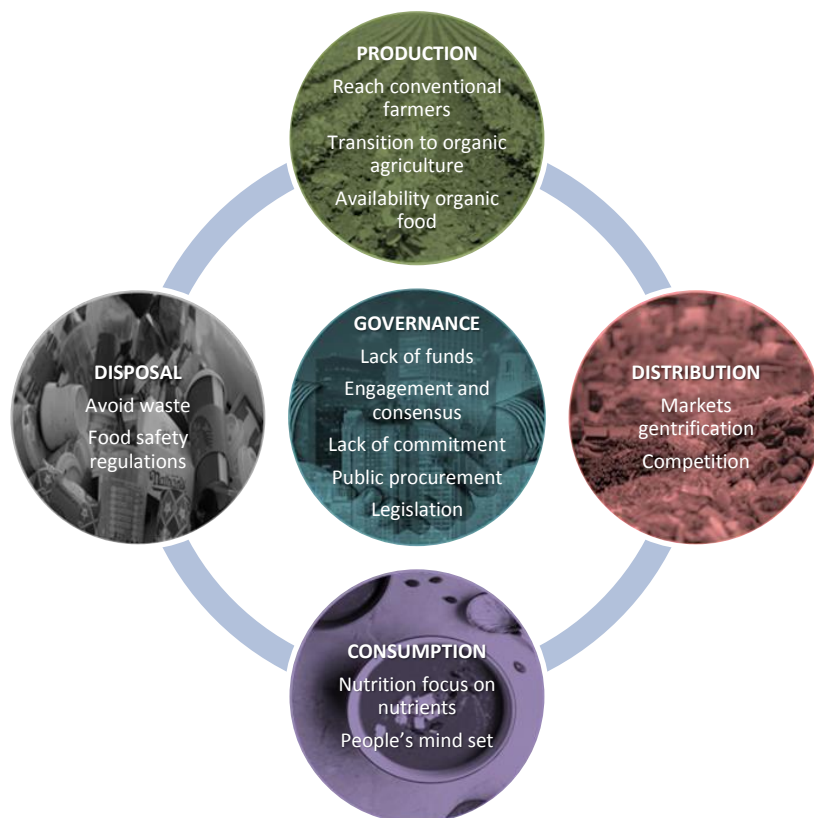 PRODUCTION
Reach conventional
farmers
Transition to organic
agriculture
Availability organic
food
GOVERNANCE
Lack of funds
Engagement and
consensus
Lack of commitment
Public procurement
Legislation
DISPOSAL
Avoid waste
Food safety
regulations
DISTRIBUTION
Markets
gentrification
Competition
CONSUMPTION
Nutrition focus on
nutrients
People's mind set